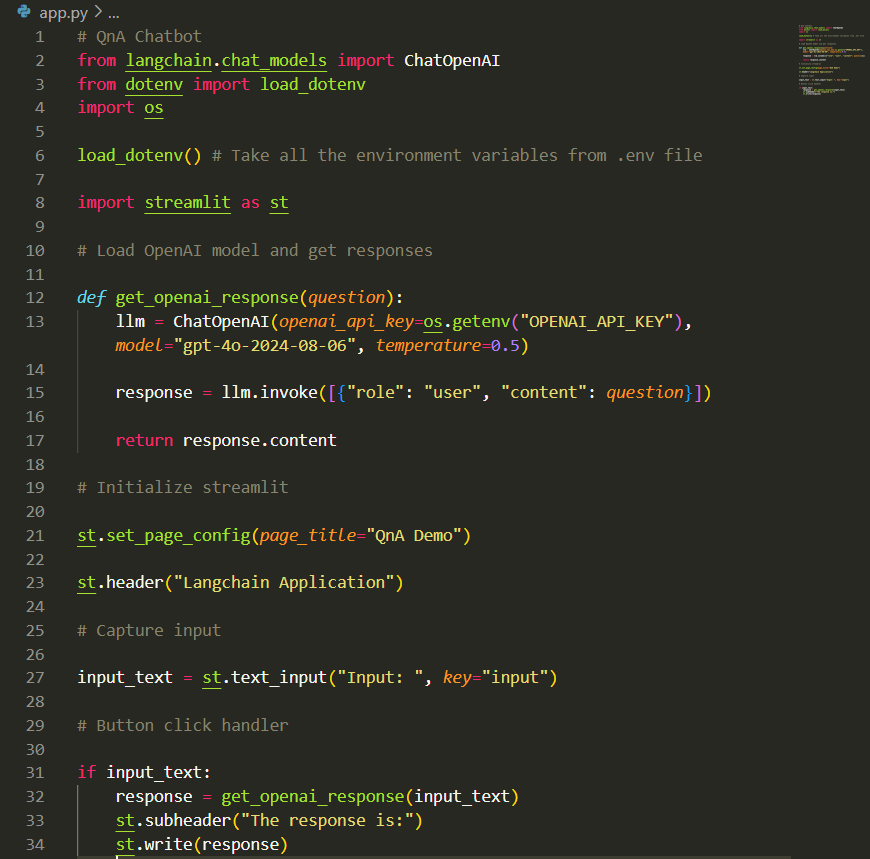 app.py > ...
1 # QnA Chatbot
2 from langchain.chat_models import ChatOpenAI
3 from dotenv import load_dotenv
4 import os
5
6 load_dotenv() # Take all the environment variables from .env file
7
8 import streamlit as st
9
10 # Load OpenAI model and get responses
11
12 def get_openai_response(question):
13     llm = ChatOpenAI(openai_api_key=os.getenv("OPENAI_API_KEY"),
    model="gpt-4o-2024-08-06", temperature=0.5)
14
15     response = llm.invoke([{"role": "user", "content": question}])
16
17     return response.content
18
19 # Initialize streamlit
20
21 st.set_page_config(page_title="QnA Demo")
22
23 st.header("Langchain Application")
24
25 # Capture input
26
27 input_text = st.text_input("Input: ", key="input")
28
29 # Button click handler
30
31 if input_text:
32     response = get_openai_response(input_text)
33     st.subheader("The response is:")
34     st.write(response)